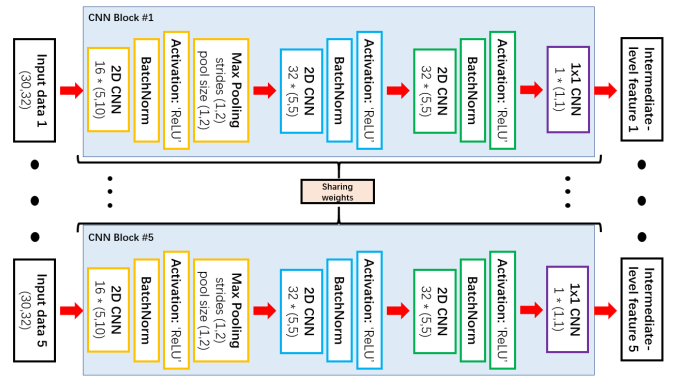 CNN Block #1
Input data 1
(30,32)
2D CNN
16 * (5,10)
BatchNorm
Activation: 'ReLU'
Max Pooling
strides (1,2)
pool size (1,2)
2D CNN
32 * (5,5)
BatchNorm
Activation: 'ReLU'
2D CNN
32 * (5,5)
BatchNorm
Activation: 'ReLU'
1x1 CNN
1 * (1,1)
Intermediate-
level feature 1
Sharing
weights
CNN Block #5
Input data 5
(30,32)
2D CNN
16 * (5,10)
BatchNorm
Activation: 'ReLU'
Max Pooling
strides (1,2)
pool size (1,2)
2D CNN
32 * (5,5)
BatchNorm
Activation: 'ReLU'
2D CNN
32 * (5,5)
BatchNorm
Activation: 'ReLU'
1x1 CNN
1 * (1,1)
Intermediate-
level feature 5